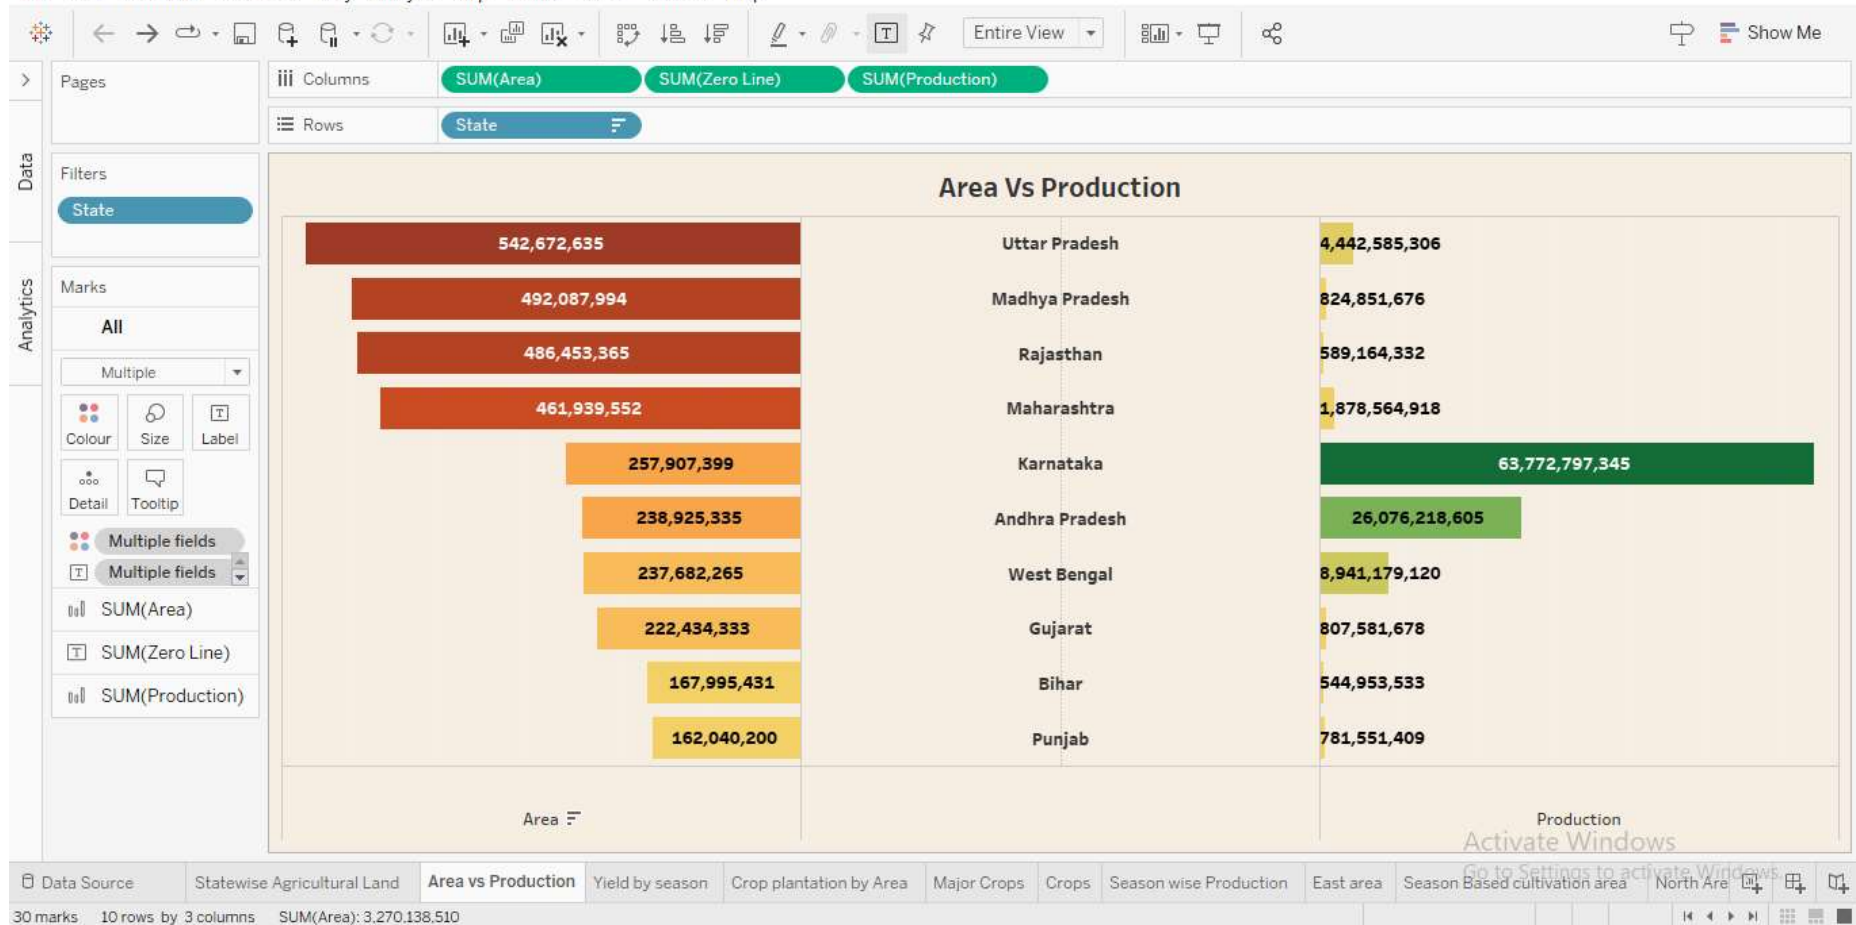 Entire View
Show Me
Pages
Columns
SUM(Area)
SUM(Zero Line)
SUM(Production)
Rows
State
Data
Analytics
Filters
State
Marks
All
Multiple
Colour
Size
Label
Detail
Tooltip
Multiple fields
Multiple fields
SUM(Area)
SUM(Zero Line)
SUM(Production)
Area Vs Production
542,672,635 Uttar Pradesh 4,442,585,306
492,087,994 Madhya Pradesh 824,851,676
486,453,365 Rajasthan 589,164,332
461,939,552 Maharashtra 1,878,564,918
257,907,399 Karnataka 63,772,797,345
238,925,335 Andhra Pradesh 26,076,218,605
237,682,265 West Bengal 8,941,179,120
222,434,333 Gujarat 807,581,678
167,995,431 Bihar 544,953,533
162,040,200 Punjab 781,551,409
Area
Production
Activate Windows
Go to Settings to activate Windows.
Data Source
Statewise Agricultural Land
Area vs Production
Yield by season
Crop plantation by Area
Major Crops
Crops
Season wise Production
East area
Season Based cultivation area
North Are
30 marks 10 rows by 3 columns SUM(Area): 3,270,138,510